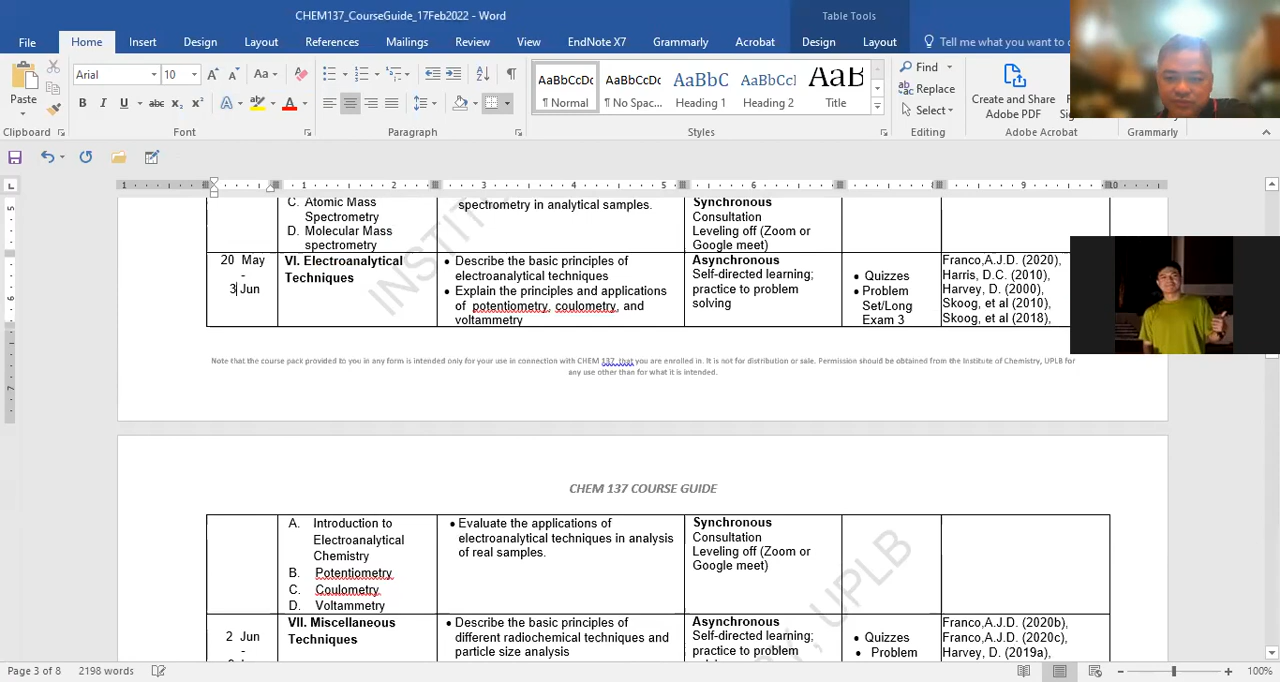 CHEM137_CourseGuide_17Feb2022 - Word
Table Tools
File Home Insert Design Layout References Mailings Review View EndNote X7 Grammarly Acrobat Design Layout Tell me what you want to
Paste
Arial 10
Aa
B I U abc x₂ x²
AaBbCcDc AaBbCcDc AaBbC AaBbCcl AaB
¶ Normal ¶ No Spac... Heading 1 Heading 2 Title
Find
Replace
Select
Create and Share
Adobe PDF
Clipboard Font Paragraph Styles Editing Adobe Acrobat Grammarly
C. Atomic Mass
Spectrometry
D. Molecular Mass
spectrometry
spectrometry in analytical samples.
Synchronous
Consultation
Leveling off (Zoom or
Google meet)
20 May
-
3 Jun
VI. Electroanalytical
Techniques
• Describe the basic principles of
electroanalytical techniques
• Explain the principles and applications
of potentiometry, coulometry, and
voltammetry
Asynchronous
Self-directed learning;
practice to problem
solving
• Quizzes
• Problem
Set/Long
Exam 3
Franco,A.J.D. (2020),
Harris, D.C. (2010),
Harvey, D. (2000),
Skoog, et al (2010),
Skoog, et al (2018),
Note that the course pack provided to you in any form is intended only for your use in connection with CHEM 137 that you are enrolled in. It is not for distribution or sale. Permission should be obtained from the Institute of Chemistry, UPLB for
any use other than for what it is intended.
CHEM 137 COURSE GUIDE
A. Introduction to
Electroanalytical
Chemistry
B. Potentiometry
C. Coulometry
D. Voltammetry
• Evaluate the applications of
electroanalytical techniques in analysis
of real samples.
Synchronous
Consultation
Leveling off (Zoom or
Google meet)
, UPLB
2 Jun
-
VII. Miscellaneous
Techniques
• Describe the basic principles of
different radiochemical techniques and
particle size analysis
Asynchronous
Self-directed learning;
practice to problem
• Quizzes
• Problem
Franco,A.J.D. (2020b),
Franco,A.J.D. (2020c),
Harvey, D. (2019a),
Page 3 of 8 2198 words
100%